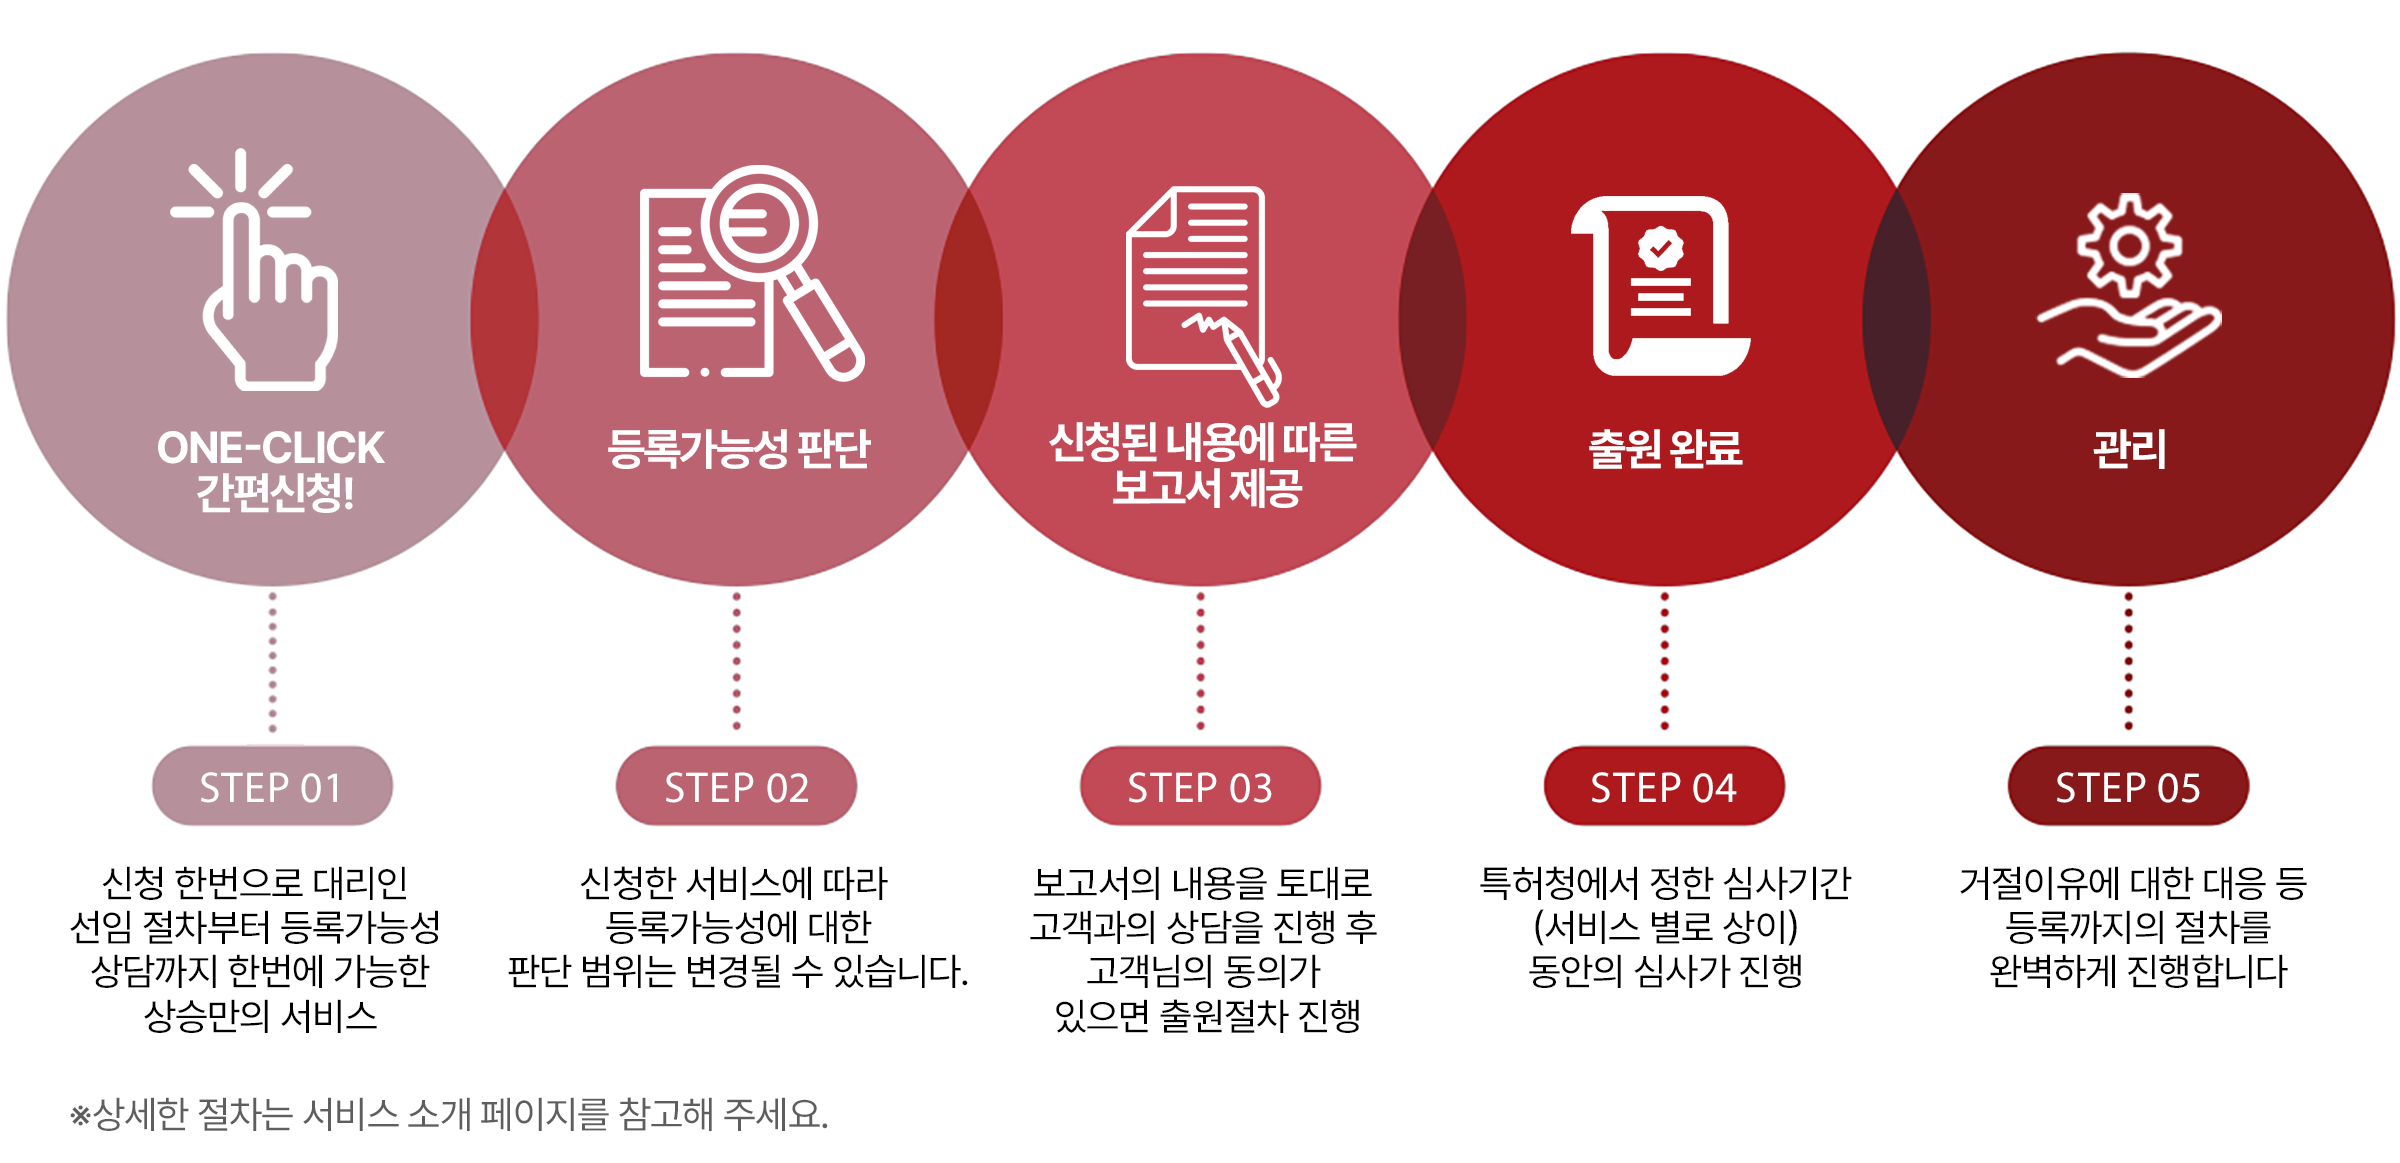 ONE-CLICK
간편신청!
등록가능성 판단
신청된 내용에 따른
보고서 제공
출원 완료
관리
STEP 01
신청 한번으로 대리인
선임 절차부터 등록가능성
상담까지 한번에 가능한
상승만의 서비스
STEP 02
신청한 서비스에 따라
등록가능성에 대한
판단 범위는 변경될 수 있습니다.
STEP 03
보고서의 내용을 토대로
고객과의 상담을 진행 후
고객님의 동의가
있으면 출원절차 진행
STEP 04
특허청에서 정한 심사기간
(서비스 별로 상이)
동안의 심사가 진행
STEP 05
거절이유에 대한 대응 등
등록까지의 절차를
완벽하게 진행합니다
※상세한 절차는 서비스 소개 페이지를 참고해 주세요.